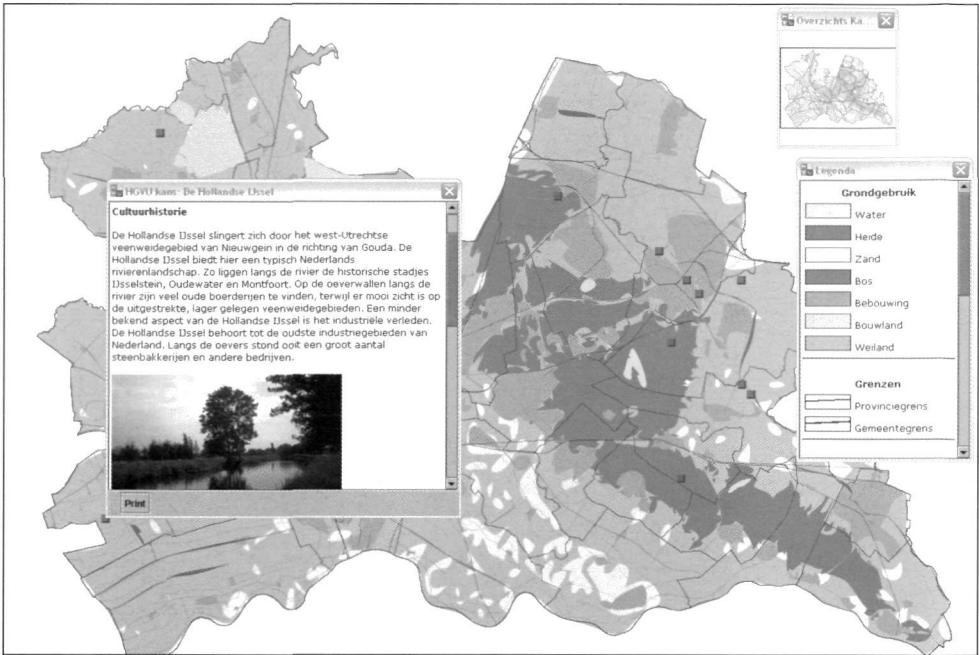 Overzichts Ka...
HGVU kans: De Hollandse IJssel
Cultuurhistorie
De Hollandse IJssel slingert zich door het west-Utrechtse
veenweidegebied van Nieuwgein in de richting van Gouda. De
Hollandse IJssel biedt hier een typisch Nederlands
rivierenlandschap. Zo liggen langs de rivier de historische stadjes
IJsselstein, Oudewater en Montfoort. Op de oeverwallen langs de
rivier zijn veel oude boerderijen te vinden, terwijl er mooi zicht is op
de uitgestrekte, lager gelegen veenweidegebieden. Een minder
bekend aspect van de Hollandse IJssel is het industriële verleden.
De Hollandse IJssel behoort tot de oudste industriegebieden van
Nederland. Langs de oevers stond ooit een groot aantal
steenbakkerijen en andere bedrijven.
Print
Legenda
Grondgebruik
Water
Heide
Zand
Bos
Bebouwing
Bouwland
Weiland
Grenzen
Provinciegrens
Gemeentegrens